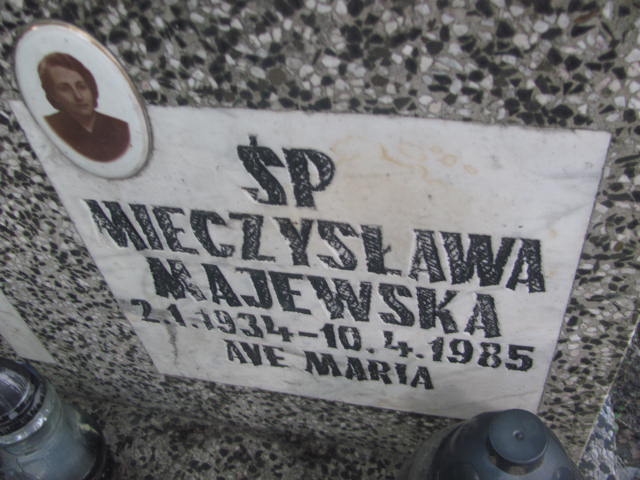 ŚP
MIECZYSŁAWA
MAJEWSKA
2.1.1934-10.4.1985
AVE MARIA